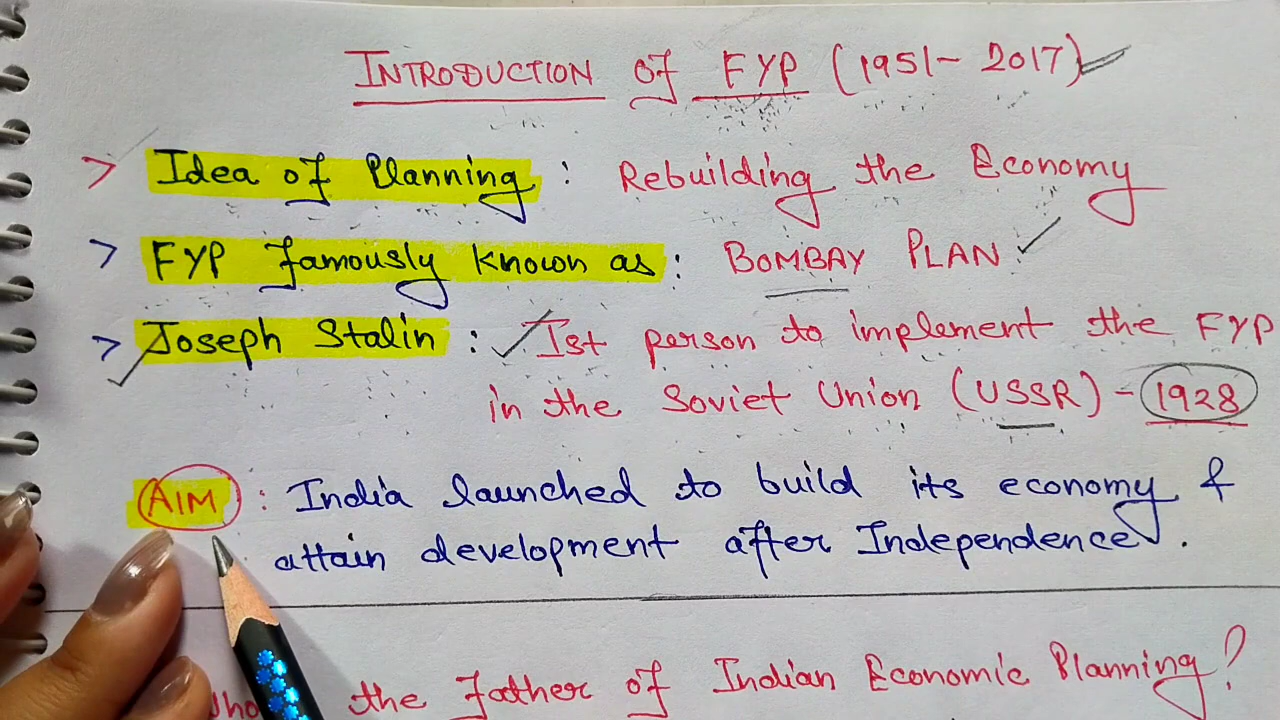 INTRODUCTION of FYP (1951-2017)
> Idea of Planning : Rebuilding the Economy
> FYP famously known as : BOMBAY PLAN
> Joseph Stalin : Ist person to implement the FYP
in the Soviet Union (USSR) - 1928
AIM : India launched to build its economy &
attain development after Independence.
the father of Indian Economic Planning?